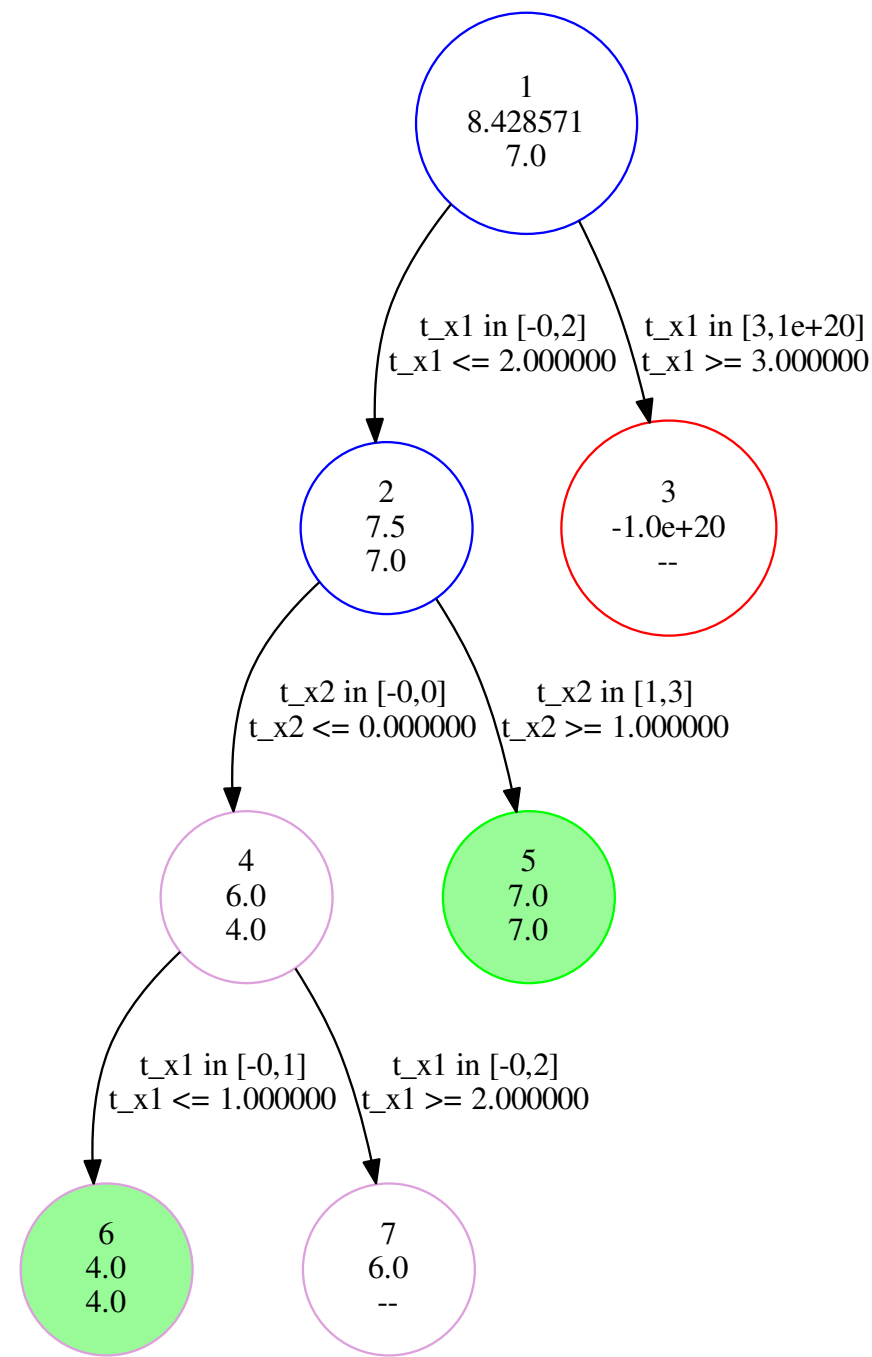 1
8.428571
7.0
t_x1 in [-0,2]
t_x1 <= 2.000000
t_x1 in [3,1e+20]
t_x1 >= 3.000000
2
7.5
7.0
3
-1.0e+20
--
t_x2 in [-0,0]
t_x2 <= 0.000000
t_x2 in [1,3]
t_x2 >= 1.000000
4
6.0
4.0
5
7.0
7.0
t_x1 in [-0,1]
t_x1 <= 1.000000
t_x1 in [-0,2]
t_x1 >= 2.000000
6
4.0
4.0
7
6.0
--